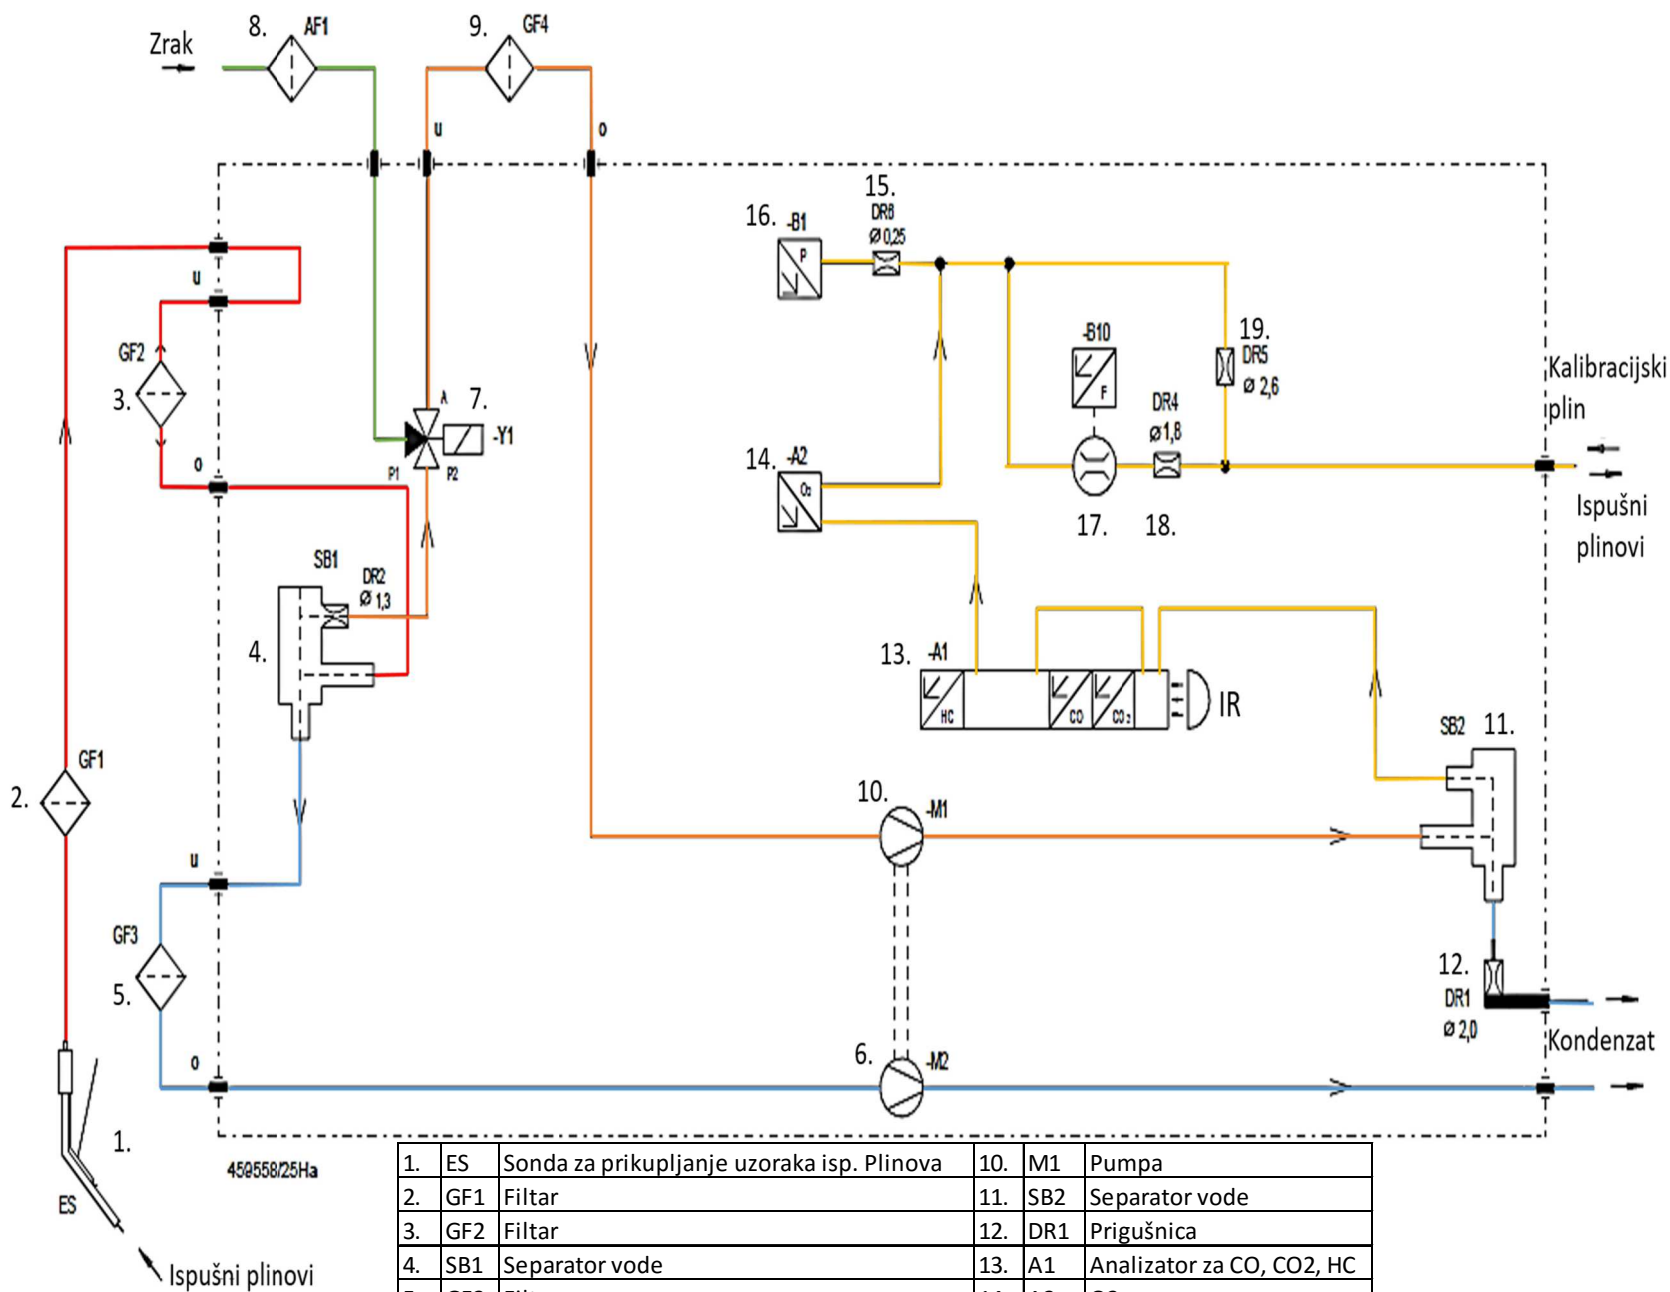 8. AF1
9. GF4
Zrak
u
o
15.
DR6
Ø 0,25
16. -B1
P
u
GF2
3.
o
-B10
F
19.
DR5
Ø 2,6
Kalibracijski
plin
A
7.
-Y1
P1
P2
DR4
Ø 1,8
14. -A2
O₂
17.
18.
Ispušni
plinovi
SB1
DR2
Ø 1,3
4.
13. -A1
HC
CO
CO₂
IR
SB2
11.
GF1
2.
10.
-M1
u
GF3
5.
12.
DR1
Ø 2,0
Kondenzat
o
6.
-M2
1.
ES
459558/25Ha
Ispušni plinovi
1. ES Sonda za prikupljanje uzoraka isp. Plinova 10. M1 Pumpa
2. GF1 Filtar 11. SB2 Separator vode
3. GF2 Filtar 12. DR1 Prigušnica
4. SB1 Separator vode 13. A1 Analizator za CO, CO2, HC